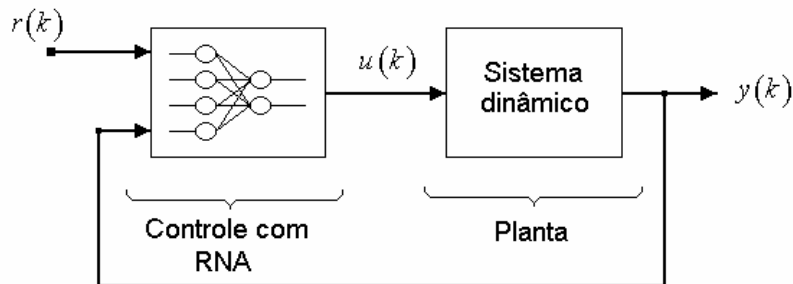 r(k)
u(k)
Sistema
dinâmico
y(k)
Controle com
RNA
Planta